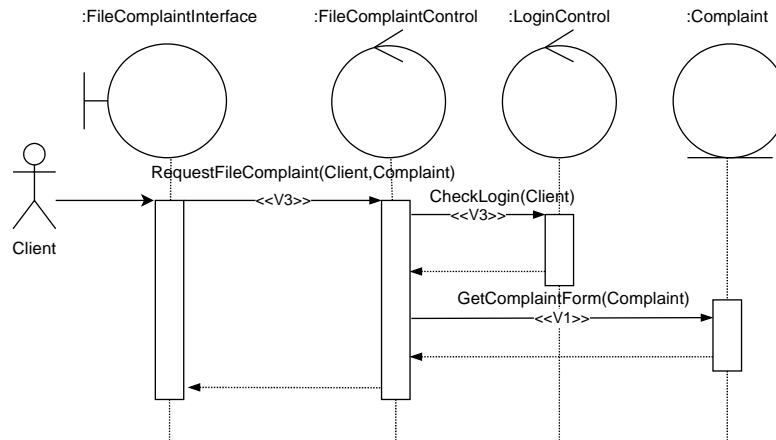 :FileComplaintInterface
:FileComplaintControl
:LoginControl
:Complaint
RequestFileComplaint(Client,Complaint)
<<V3>>
CheckLogin(Client)
<<V3>>
Client
GetComplaintForm(Complaint)
<<V1>>